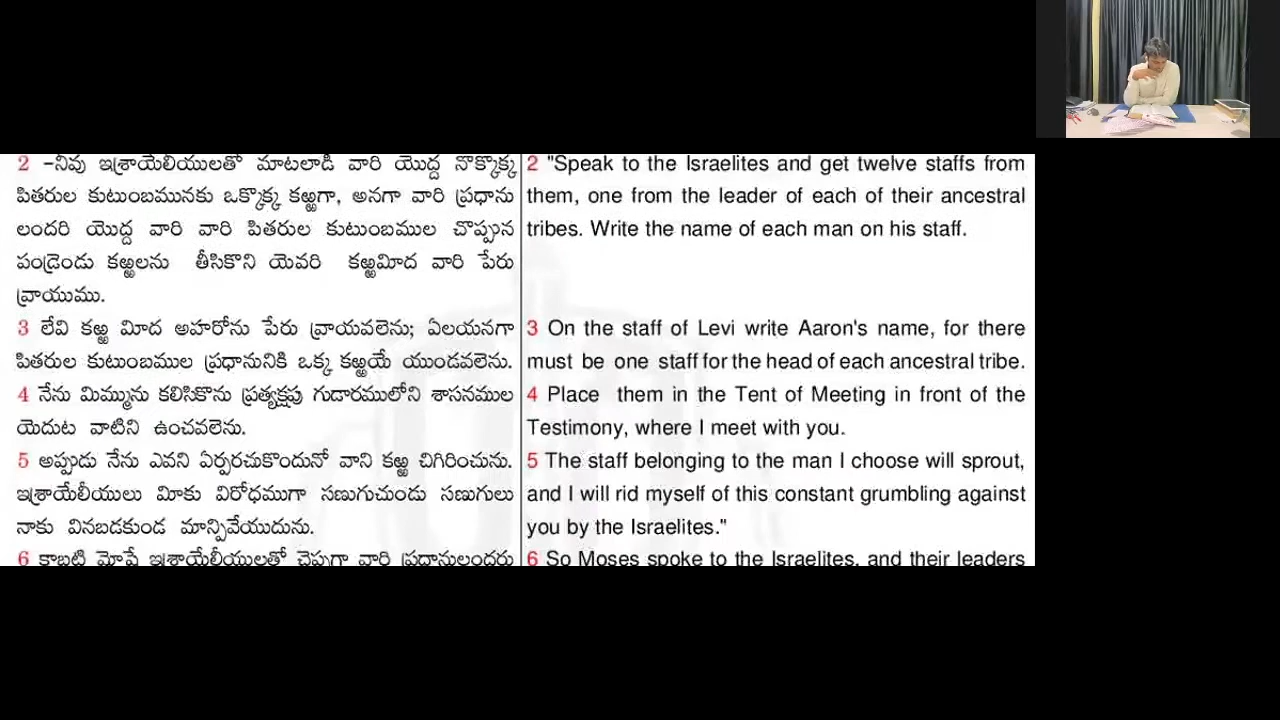 2 -నీవు ఇశ్రాయేలీయులతో మాటలాడి వారి యొద్ద నొక్కొక్క
పితరుల కుటుంబమునకు ఒక్కొక్క కఱ్ఱగా, అనగా వారి ప్రధాను
లందరి యొద్ద వారి వారి పితరుల కుటుంబముల చొప్పున
పండ్రెండు కఱ్ఱలను తీసికొని యెవరి కఱ్ఱమీద వారి పేరు
వ్రాయుము.
3 లేవి కఱ్ఱ మీద అహరోను పేరు వ్రాయవలెను; ఏలయనగా
పితరుల కుటుంబముల ప్రధానునికి ఒక్క కఱ్ఱయే యుండవలెను.
4 నేను మిమ్మును కలిసికొను ప్రత్యక్షపు గుడారములోని శాసనముల
యెదుట వాటిని ఉంచవలెను.
5 అప్పుడు నేను ఎవని ఏర్పరచుకొందునో వాని కఱ్ఱ చిగిరించును.
ఇశ్రాయేలీయులు మీకు విరోధముగా సణుగుచుండు సణుగులు
నాకు వినబడకుండ మాన్పివేయుదును.
6 కాబట్టి మోషే ఇశ్రాయేలీయులతో చెప్పగా వారి ప్రధానులందరు
2 "Speak to the Israelites and get twelve staffs from
them, one from the leader of each of their ancestral
tribes. Write the name of each man on his staff.
3 On the staff of Levi write Aaron's name, for there
must be one staff for the head of each ancestral tribe.
4 Place them in the Tent of Meeting in front of the
Testimony, where I meet with you.
5 The staff belonging to the man I choose will sprout,
and I will rid myself of this constant grumbling against
you by the Israelites."
6 So Moses spoke to the Israelites, and their leaders